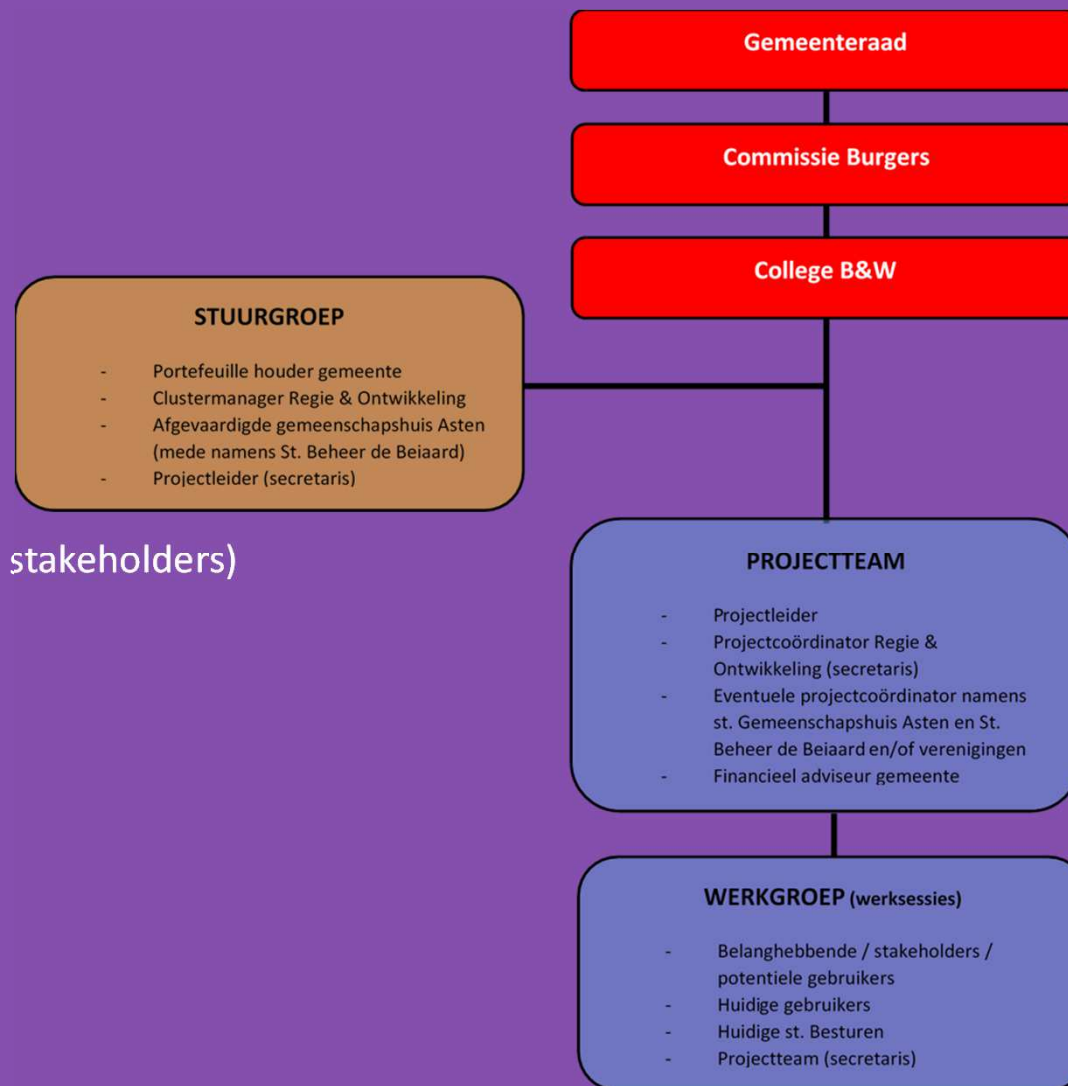 Gemeenteraad
Commissie Burgers
College B&W
STUURGROEP
- Portefeuille houder gemeente
- Clustermanager Regie & Ontwikkeling
- Afgevaardigde gemeenschapshuis Asten
(mede namens St. Beheer de Beiaard)
- Projectleider (secretaris)
stakeholders)
PROJECTTEAM
- Projectleider
- Projectcoördinator Regie &
Ontwikkeling (secretaris)
- Eventuele projectcoördinator namens
st. Gemeenschapshuis Asten en St.
Beheer de Beiaard en/of verenigingen
- Financieel adviseur gemeente
WERKGROEP (werksessies)
- Belanghebbende / stakeholders /
potentiele gebruikers
- Huidige gebruikers
- Huidige st. Besturen
- Projectteam (secretaris)